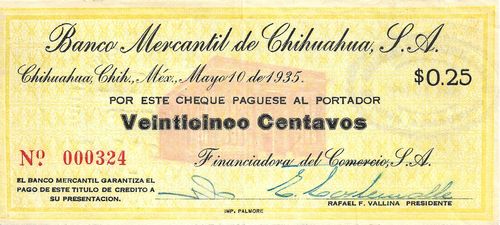 Banco Mercantil de Chihuahua, S.A.
Chihuahua, Chih., Méx., Mayo 10 de 1935.
$0.25
POR ESTE CHEQUE PAGUESE AL PORTADOR
Veinticinco Centavos
Nº 000324
Financiadora del Comercio, S.A.
EL BANCO MERCANTIL GARANTIZA EL
PAGO DE ESTE TITULO DE CREDITO A
SU PRESENTACION.
RAFAEL F. VALLINA PRESIDENTE
IMP. PALMORE